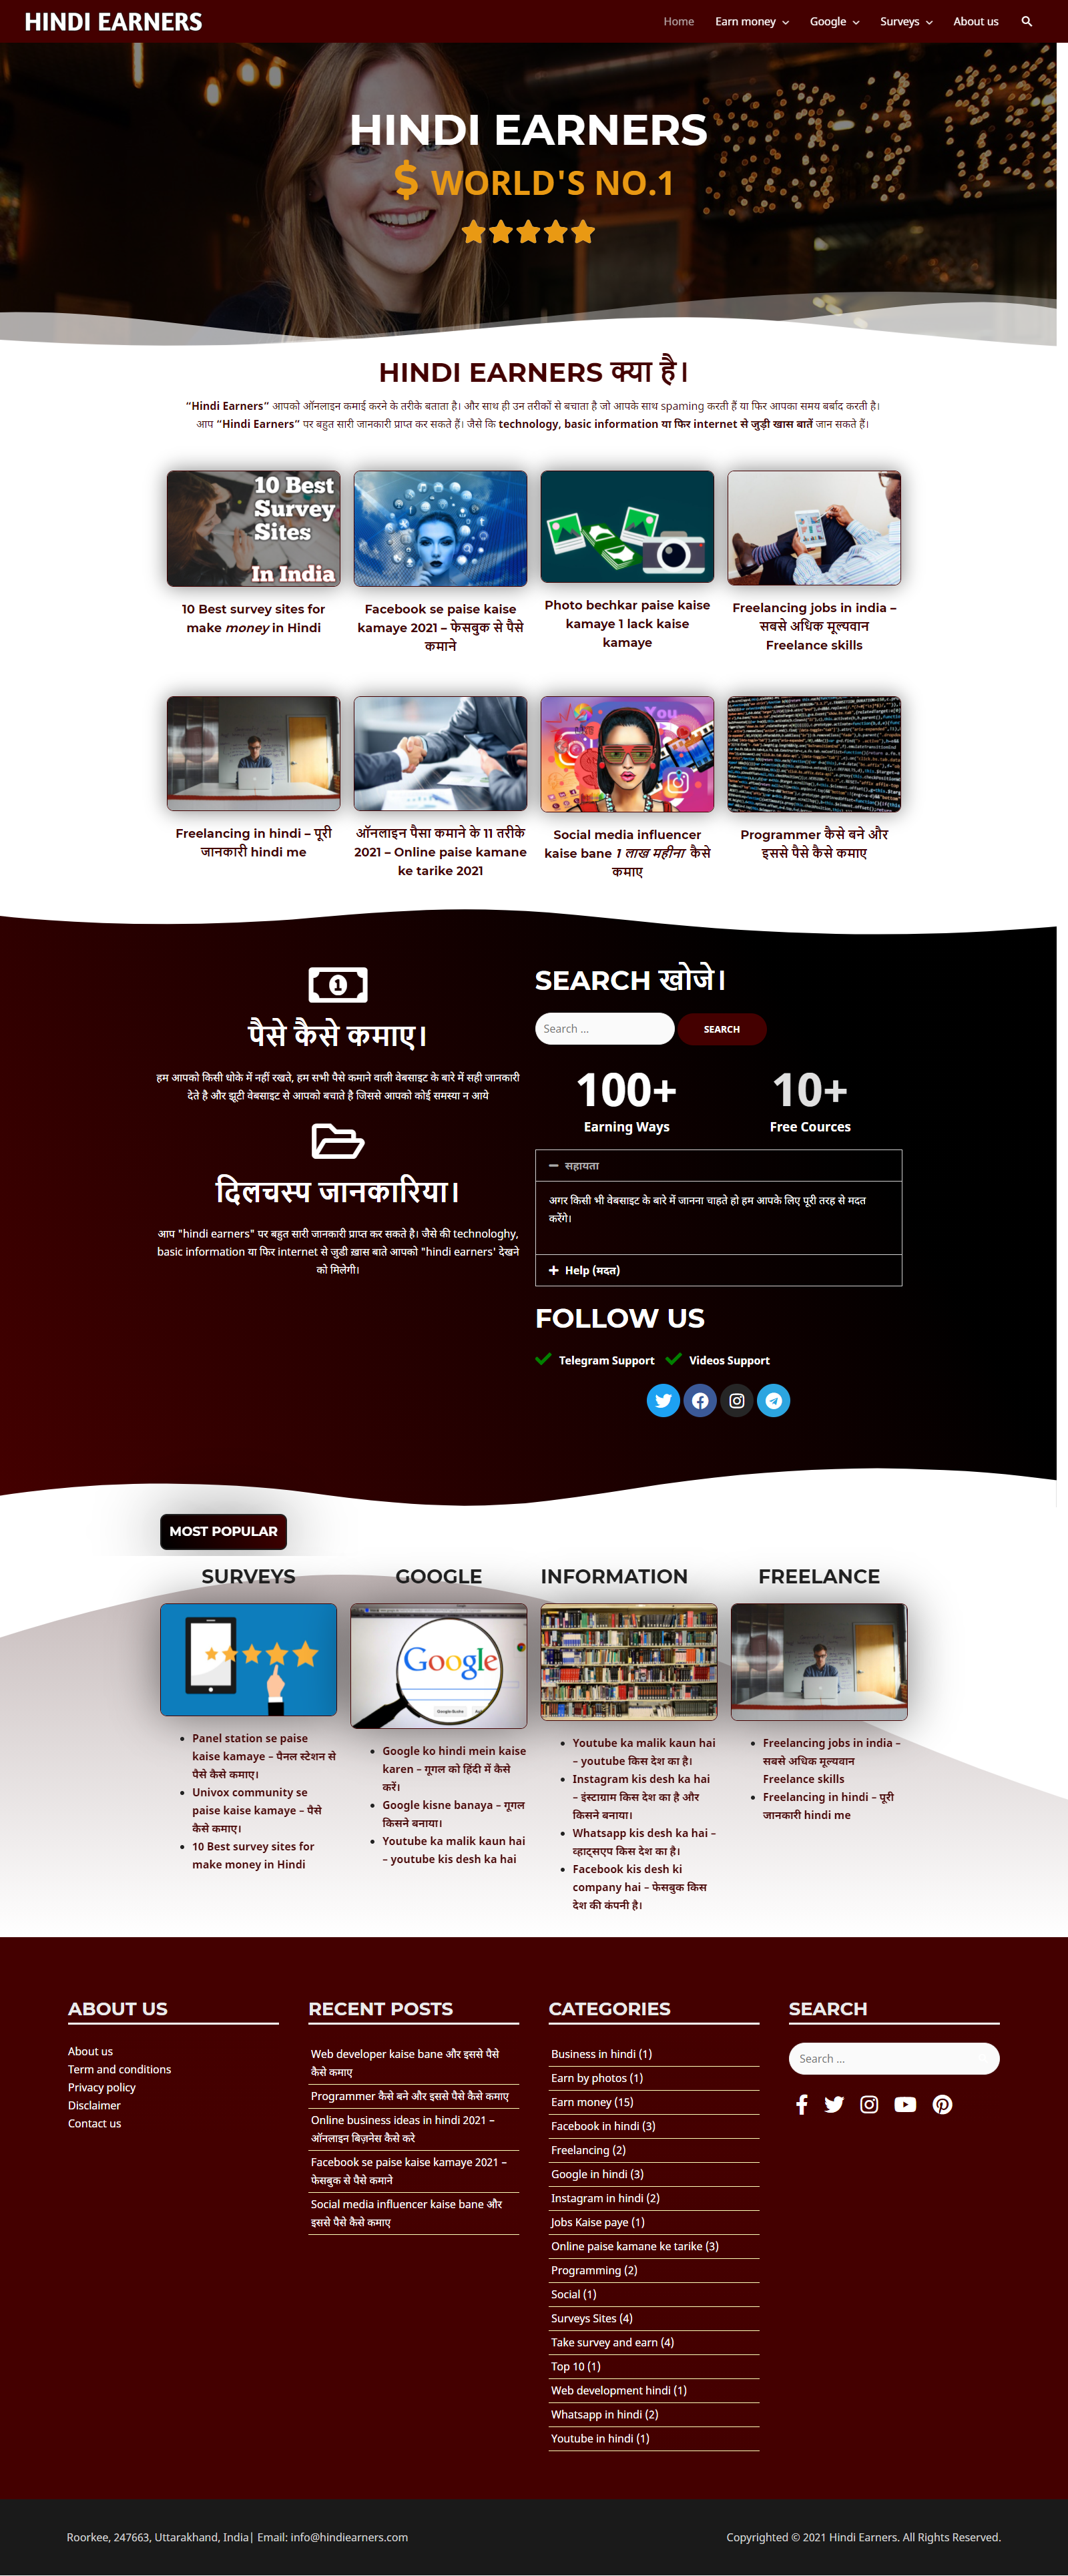 HINDI EARNERS
Home
Earn money
Google
Surveys
About us
HINDI EARNERS
WORLD'S NO.1
HINDI EARNERS क्या है।
“Hindi Earners” आपको ऑनलाइन कमाई करने के तरीके बताता है। और साथ ही उन तरीकों से बचाता है जो आपके साथ spaming करती हैं या फिर आपका समय बर्बाद करती है।
आप “Hindi Earners” पर बहुत सारी जानकारी प्राप्त कर सकते हैं। जैसे कि technology, basic information या फिर internet से जुड़ी खास बातें जान सकते हैं।
10 Best
Survey
Sites
In India
10 Best survey sites for
make money in Hindi
Facebook se paise kaise
kamaye 2021 – फेसबुक से पैसे
कमाने
Photo bechkar paise kaise
kamaye 1 lack kaise
kamaye
Freelancing jobs in india –
सबसे अधिक मूल्यवान
Freelance skills
Freelancing in hindi – पूरी
जानकारी hindi me
ऑनलाइन पैसा कमाने के 11 तरीके
2021 – Online paise kamane
ke tarike 2021
You
Social media influencer
kaise bane 1 लाख महीना कैसे
कमाए
Programmer कैसे बने और
इससे पैसे कैसे कमाए
1
पैसे कैसे कमाए।
हम आपको किसी धोके में नहीं रखते, हम सभी पैसे कमाने वाली वेबसाइट के बारे में सही जानकारी
देते है और झूटी वेबसाइट से आपको बचाते है जिससे आपको कोई समस्या न आये
दिलचस्प जानकारिया।
आप "hindi earners" पर बहुत सारी जानकारी प्राप्त कर सकते है। जैसे की technologhy,
basic information या फिर internet से जुडी ख़ास बाते आपको "hindi earners' देखने
को मिलेगी।
SEARCH खोजे।
Search ...
SEARCH
100+
Earning Ways
10+
Free Cources
सहायता
अगर किसी भी वेबसाइट के बारे में जानना चाहते हो हम आपके लिए पूरी तरह से मदत
करेंगे।
Help (मदत)
FOLLOW US
Telegram Support
Videos Support
MOST POPULAR
SURVEYS
Panel station se paise
kaise kamaye – पैनल स्टेशन से
पैसे कैसे कमाए।
Univox community se
paise kaise kamaye – पैसे
कैसे कमाए।
10 Best survey sites for
make money in Hindi
GOOGLE
Google
Google ko hindi mein kaise
karen – गूगल को हिंदी में कैसे
करें।
Google kisne banaya – गूगल
किसने बनाया।
Youtube ka malik kaun hai
– youtube kis desh ka hai
INFORMATION
Youtube ka malik kaun hai
– youtube किस देश का है।
Instagram kis desh ka hai
– इंस्टाग्राम किस देश का है और
किसने बनाया।
Whatsapp kis desh ka hai –
व्हाट्सएप किस देश का है।
Facebook kis desh ki
company hai – फेसबुक किस
देश की कंपनी है।
FREELANCE
Freelancing jobs in india –
सबसे अधिक मूल्यवान
Freelance skills
Freelancing in hindi – पूरी
जानकारी hindi me
ABOUT US
About us
Term and conditions
Privacy policy
Disclaimer
Contact us
RECENT POSTS
Web developer kaise bane और इससे पैसे
कैसे कमाए
Programmer कैसे बने और इससे पैसे कैसे कमाए
Online business ideas in hindi 2021 –
ऑनलाइन बिज़नेस कैसे करे
Facebook se paise kaise kamaye 2021 –
फेसबुक से पैसे कमाने
Social media influencer kaise bane और
इससे पैसे कैसे कमाए
CATEGORIES
Business in hindi (1)
Earn by photos (1)
Earn money (15)
Facebook in hindi (3)
Freelancing (2)
Google in hindi (3)
Instagram in hindi (2)
Jobs Kaise paye (1)
Online paise kamane ke tarike (3)
Programming (2)
Social (1)
Surveys Sites (4)
Take survey and earn (4)
Top 10 (1)
Web development hindi (1)
Whatsapp in hindi (2)
Youtube in hindi (1)
SEARCH
Search ...
Roorkee, 247663, Uttarakhand, India| Email: info@hindiearners.com
Copyrighted © 2021 Hindi Earners. All Rights Reserved.